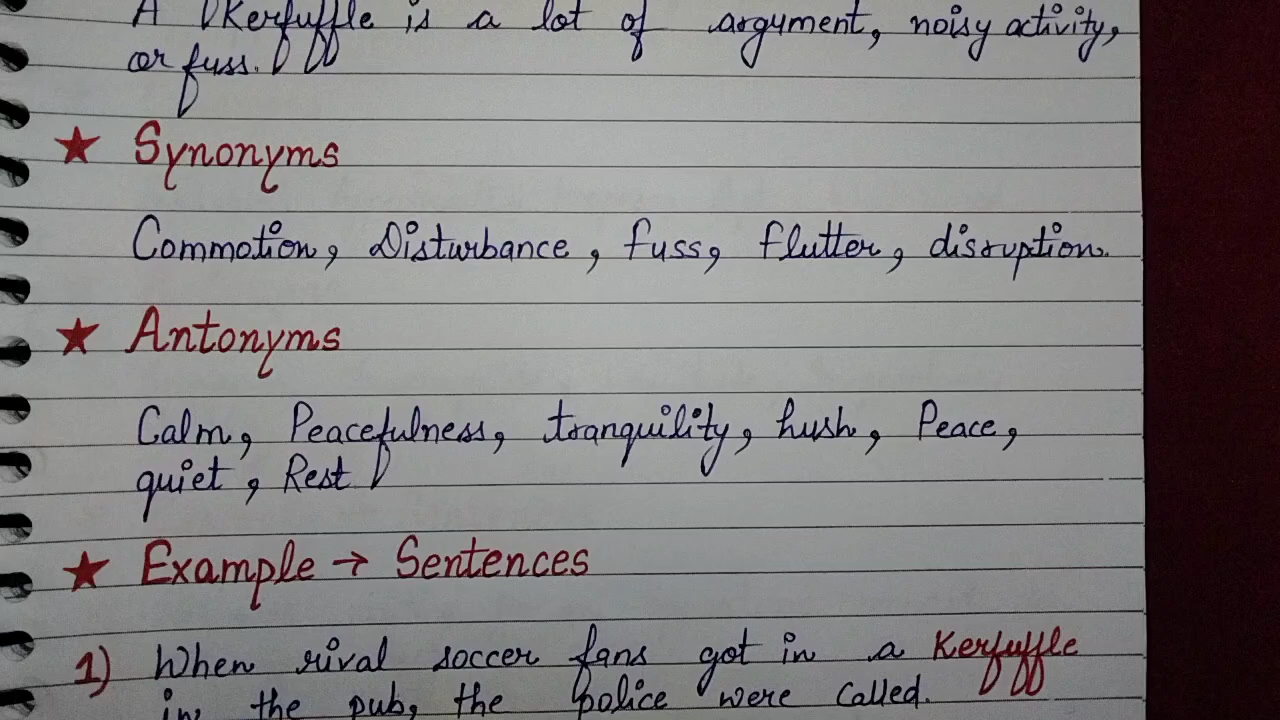 A Kerfuffle is a lot of argument, noisy activity,
or fuss.
★ Synonyms
Commotion, Disturbance, fuss, flutter, disruption.
★ Antonyms
Calm, Peacefulness, tranquility, hush, Peace,
quiet, Rest
★ Example → Sentences
1) When rival soccer fans got in a Kerfuffle
in the pub, the police were called.